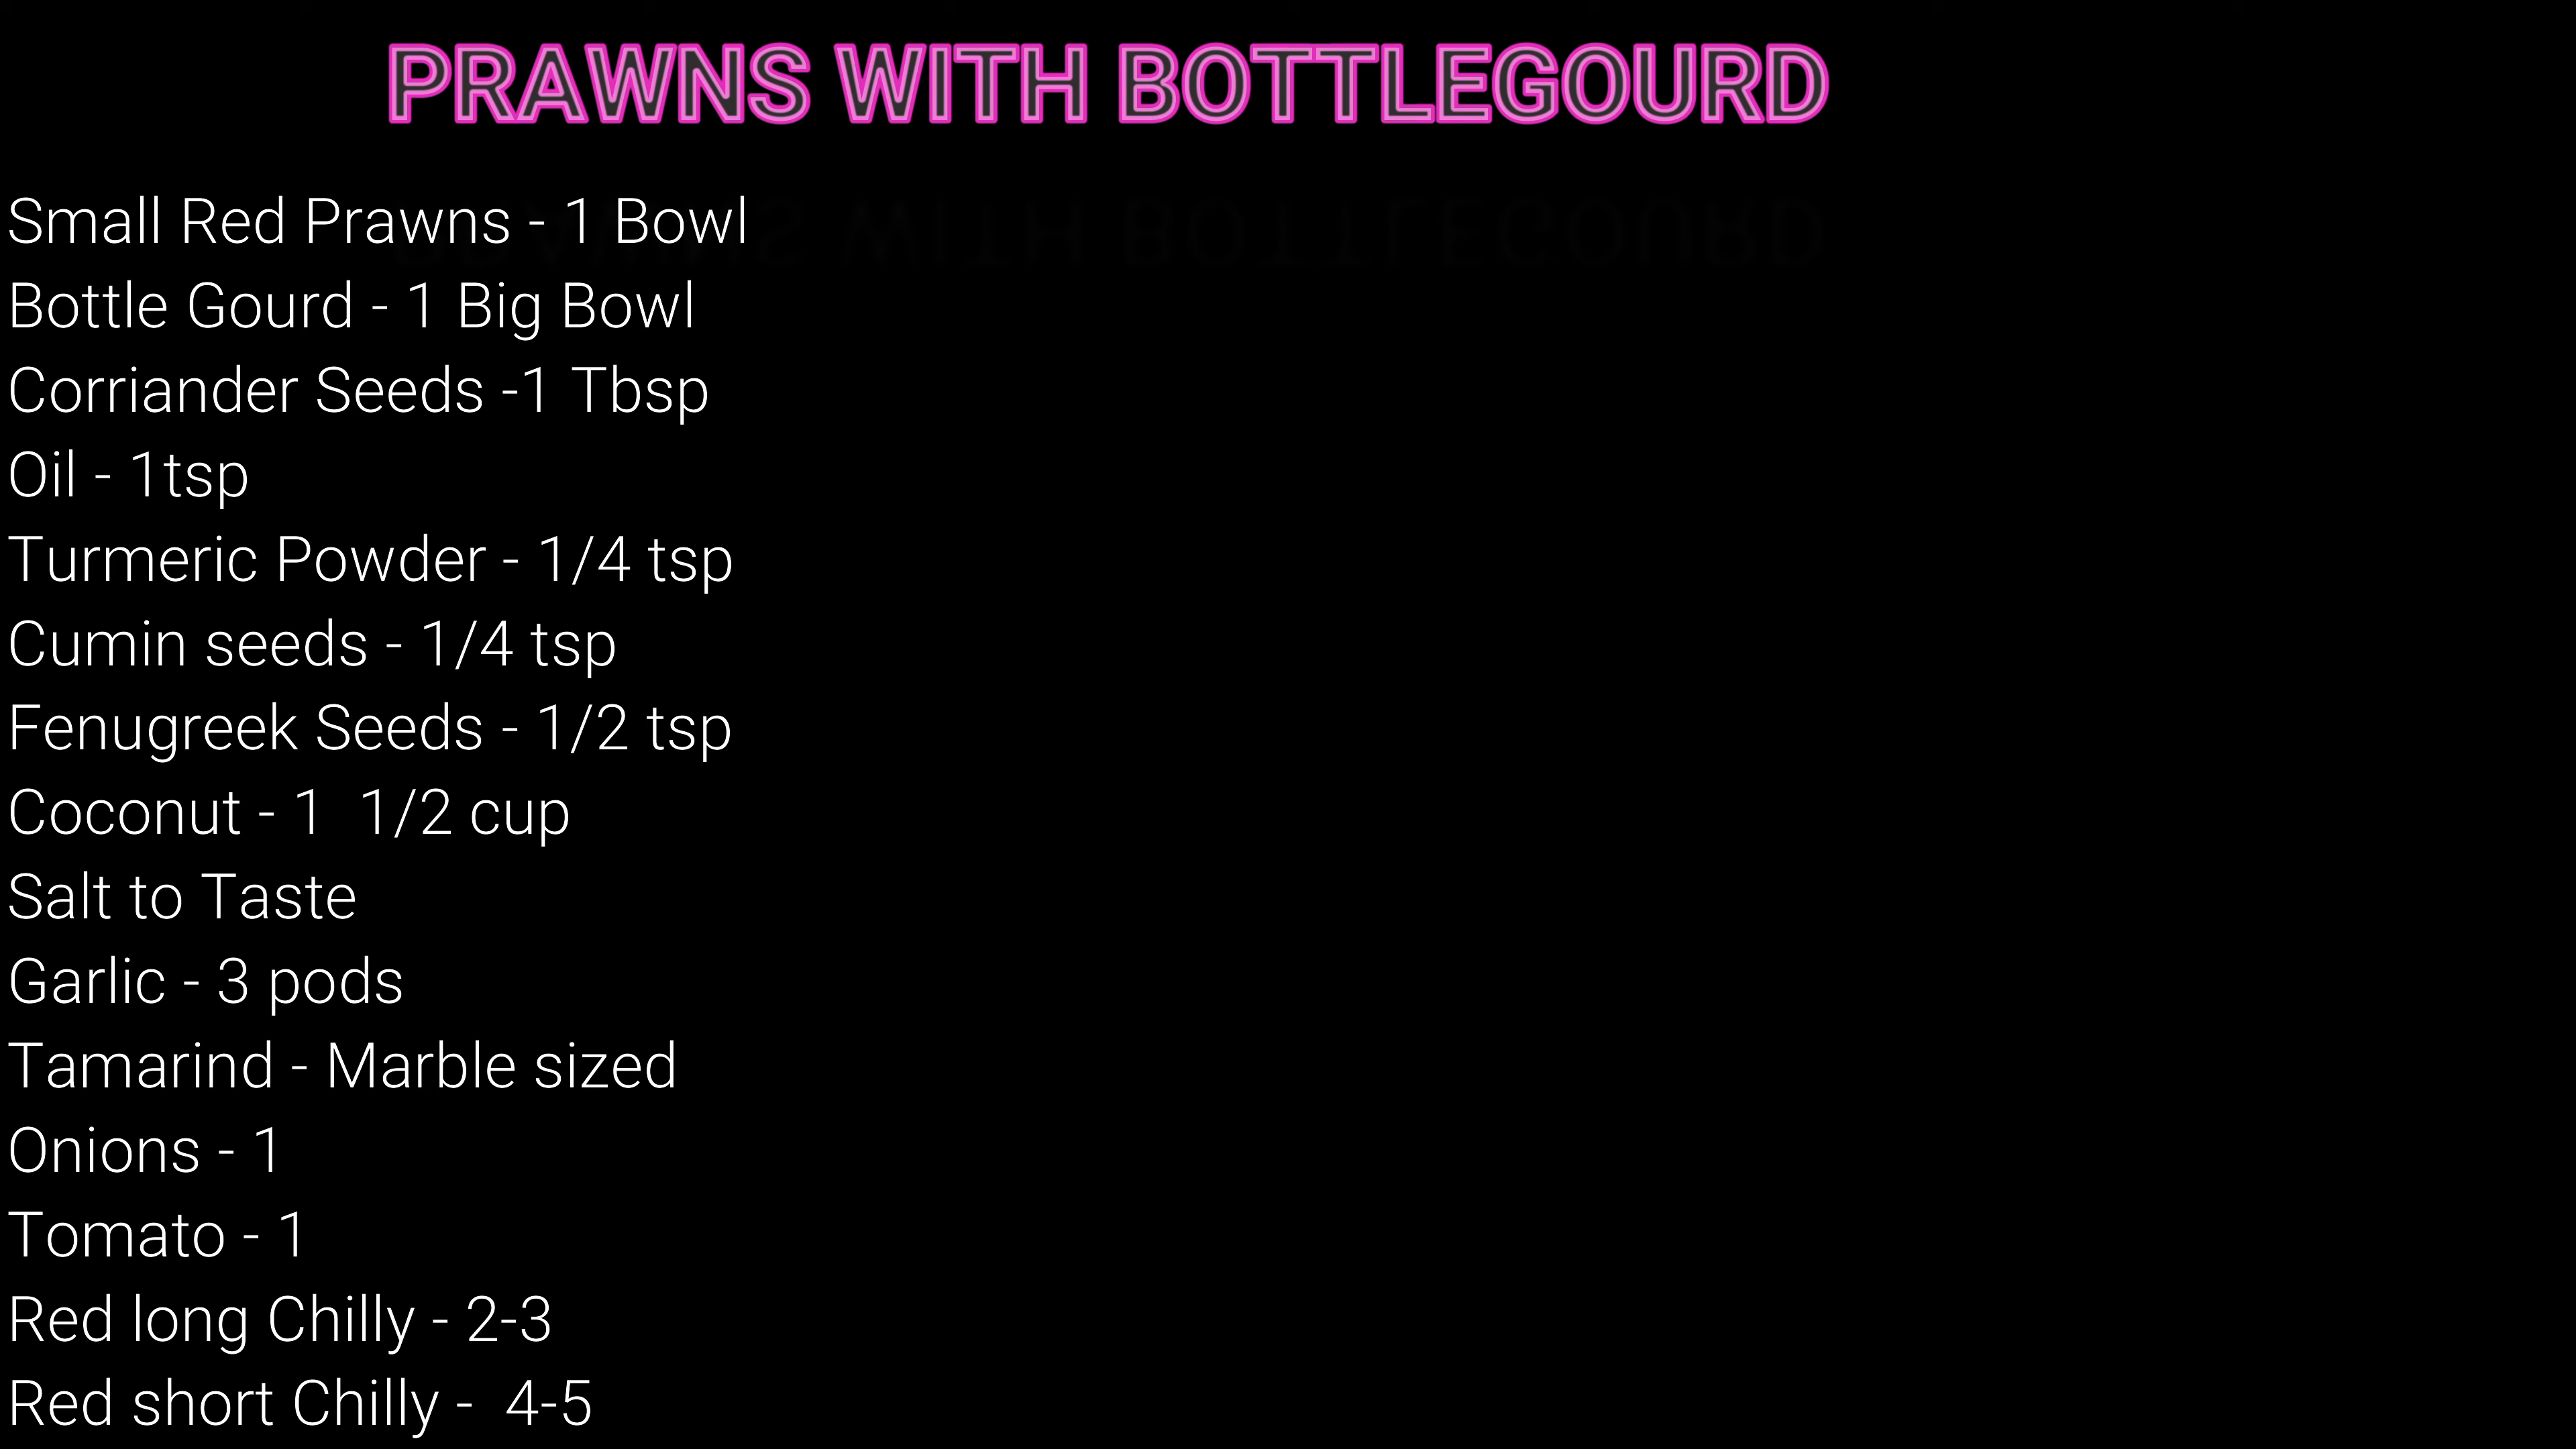 PRAWNS WITH BOTTLEGOURD
Small Red Prawns - 1 Bowl
Bottle Gourd - 1 Big Bowl
Corriander Seeds -1 Tbsp
Oil - 1tsp
Turmeric Powder - 1/4 tsp
Cumin seeds - 1/4 tsp
Fenugreek Seeds - 1/2 tsp
Coconut - 1  1/2 cup
Salt to Taste
Garlic - 3 pods
Tamarind - Marble sized
Onions - 1
Tomato - 1
Red long Chilly - 2-3
Red short Chilly -  4-5